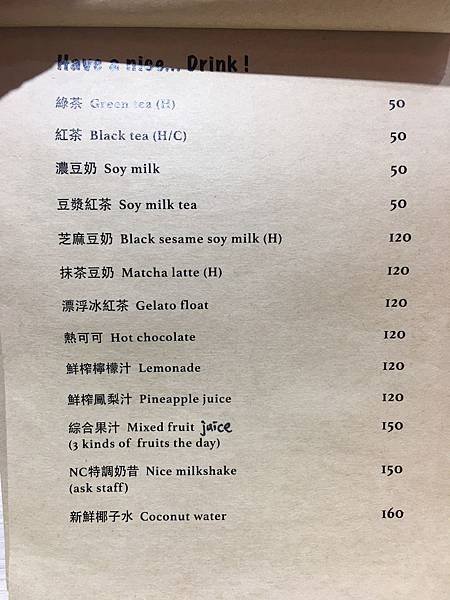 Have a nice... Drink !
綠茶 Green tea (H) 50
紅茶 Black tea (H/C) 50
濃豆奶 Soy milk 50
豆漿紅茶 Soy milk tea 50
芝麻豆奶 Black sesame soy milk (H) 120
抹茶豆奶 Matcha latte (H) 120
漂浮冰紅茶 Gelato float 120
熱可可 Hot chocolate 120
鮮榨檸檬汁 Lemonade 120
鮮榨鳳梨汁 Pineapple juice 120
綜合果汁 Mixed fruit juice 150
(3 kinds of fruits the day)
NC特調奶昔 Nice milkshake 150
(ask staff)
新鮮椰子水 Coconut water 160